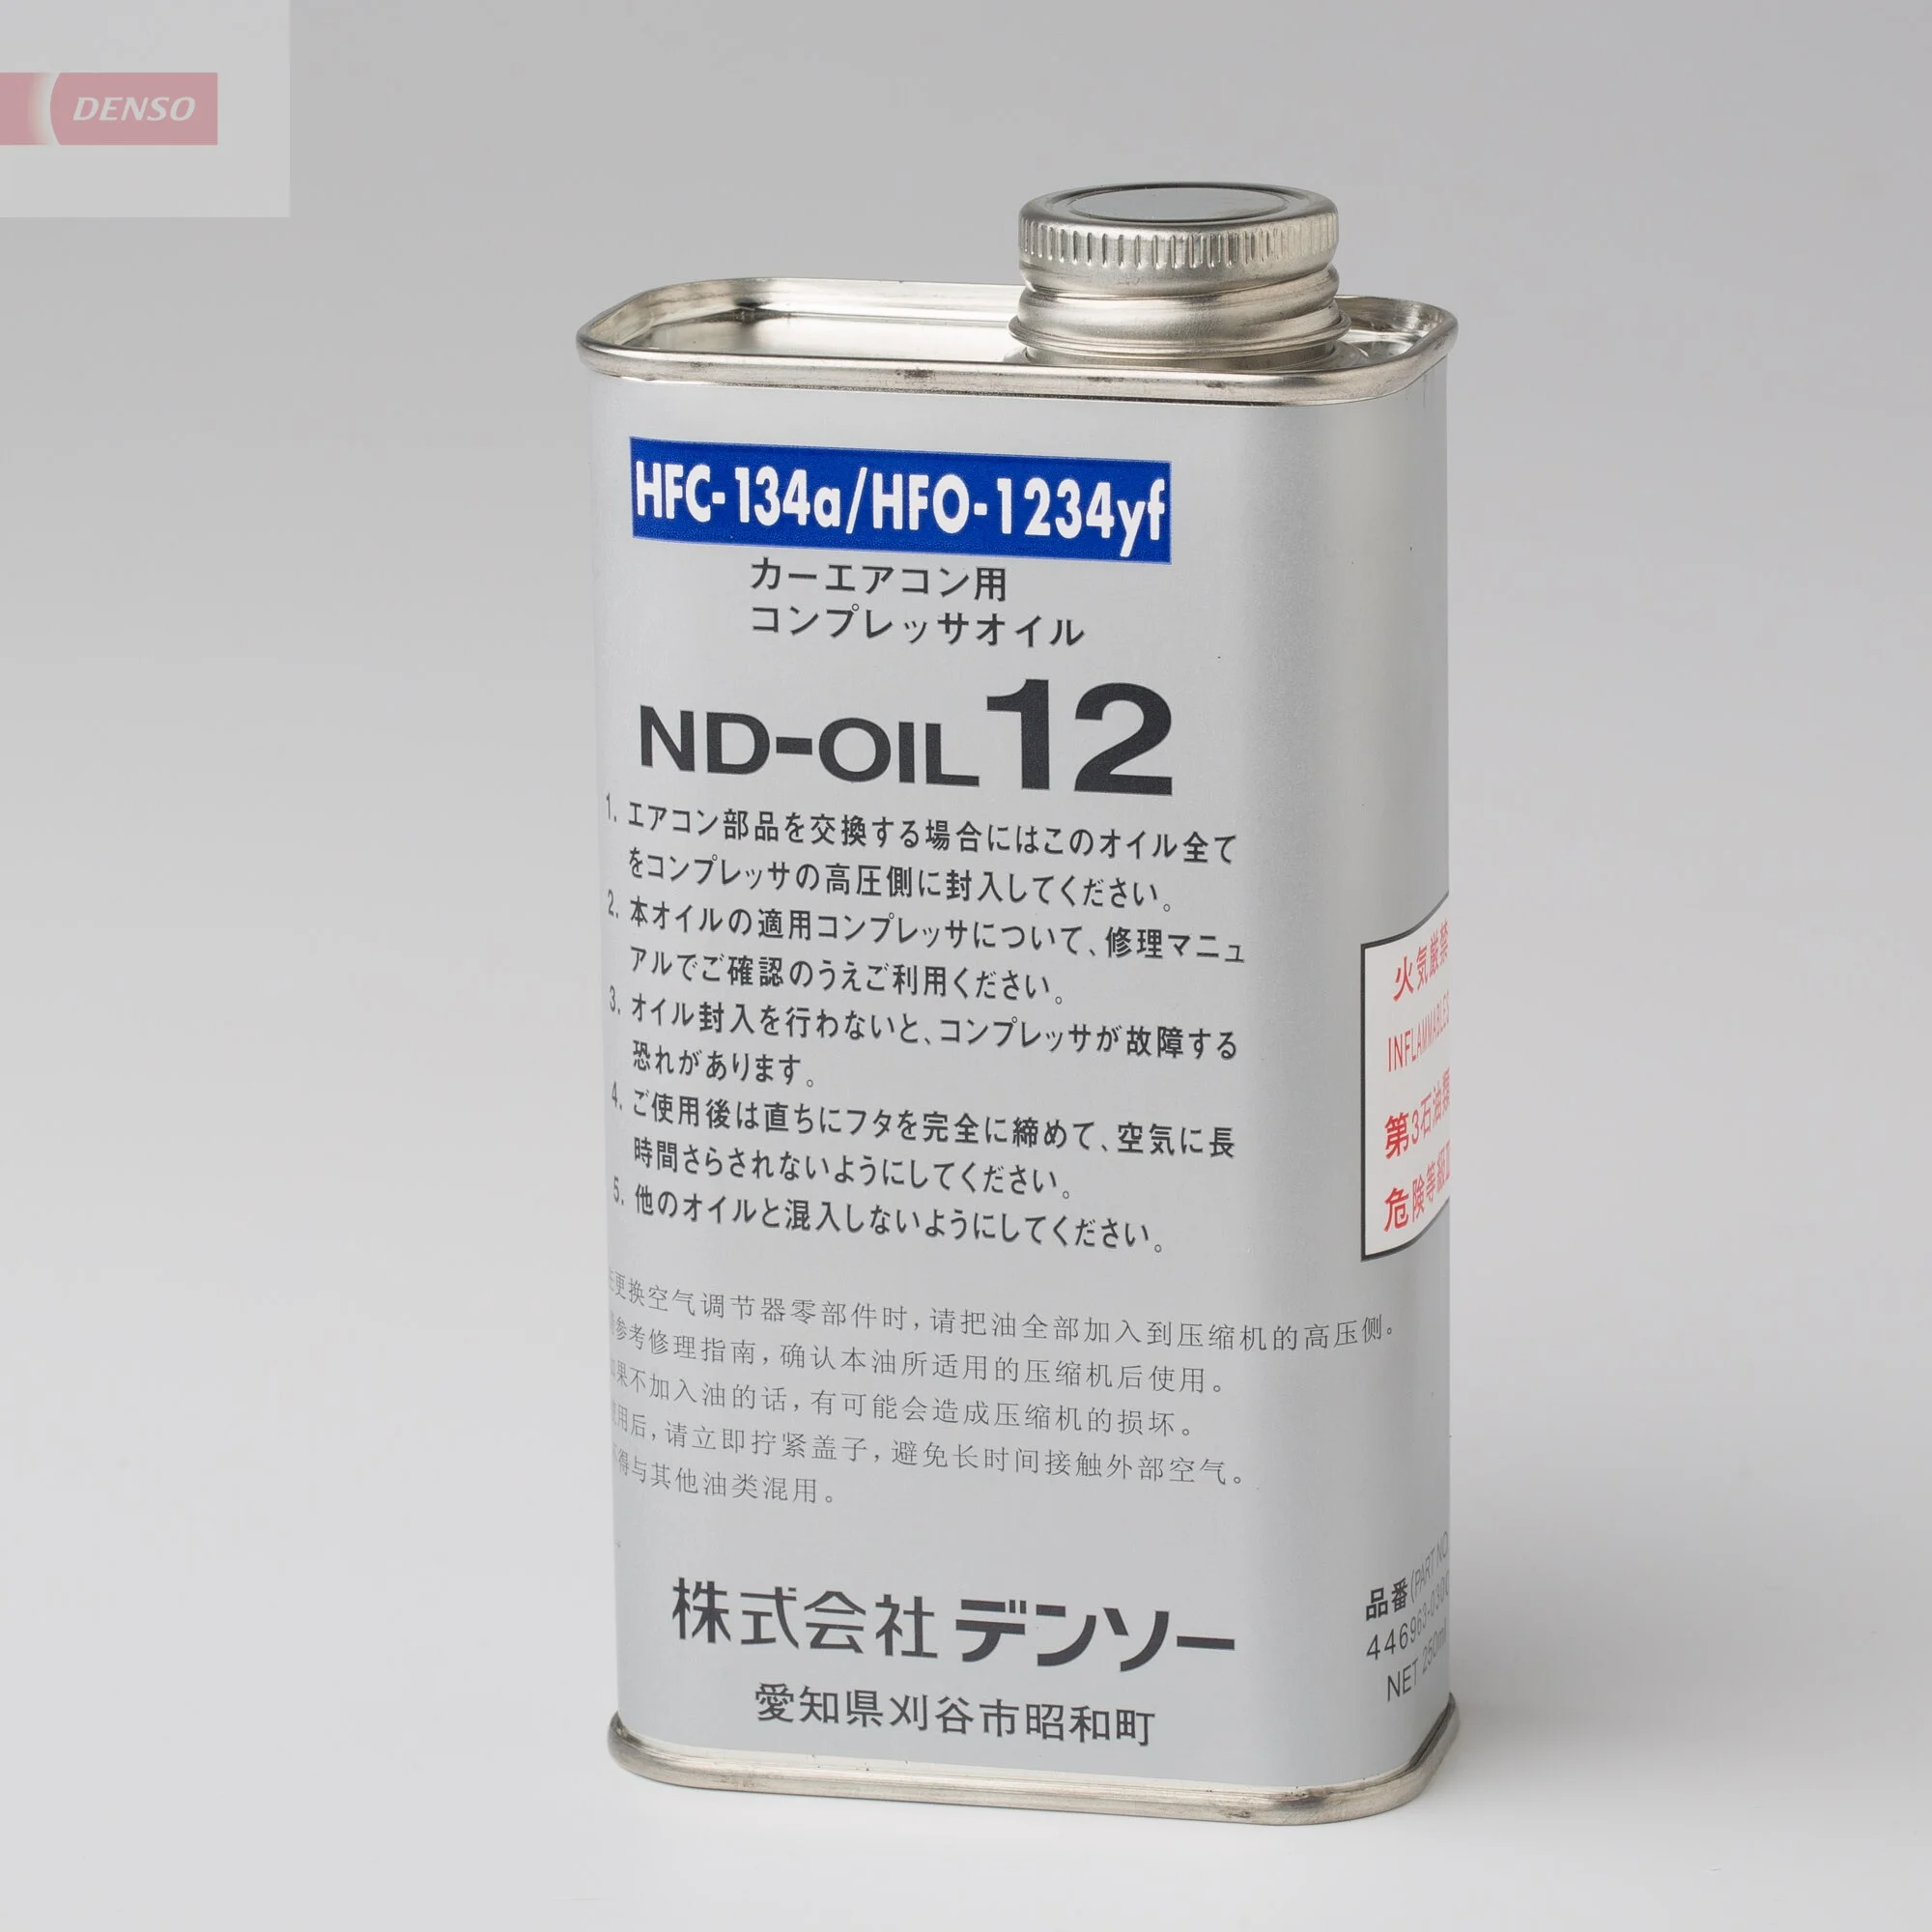 DENSO
HFC-134a/HFO-1234yf
カーエアコン用
コンプレッサオイル
ND-OIL 12
1. エアコン部品を交換する場合にはこのオイル全て
をコンプレッサの高圧側に封入してください。
2. 本オイルの適用コンプレッサについて、修理マニュ
アルでご確認のうえご利用ください。
3. オイル封入を行わないと、コンプレッサが故障する
恐れがあります。
4. ご使用後は直ちにフタを完全に締めて、空気に長
時間さらされないようにしてください。
5. 他のオイルと混入しないようにしてください。
更换空气调节器零部件时，请把油全部加入到压缩机的高压侧。
参考修理指南，确认本油所适用的压缩机后使用。
果不加入油的话，有可能会造成压缩机的损坏。
用后，请立即拧紧盖子，避免长时间接触外部空气。
得与其他油类混用。
株式会社 デンソー
愛知県刈谷市昭和町
火気厳禁
INFLAMMABLES
第3石油類
危険等級
品番(PART NO.
446963-030
NET 250ml